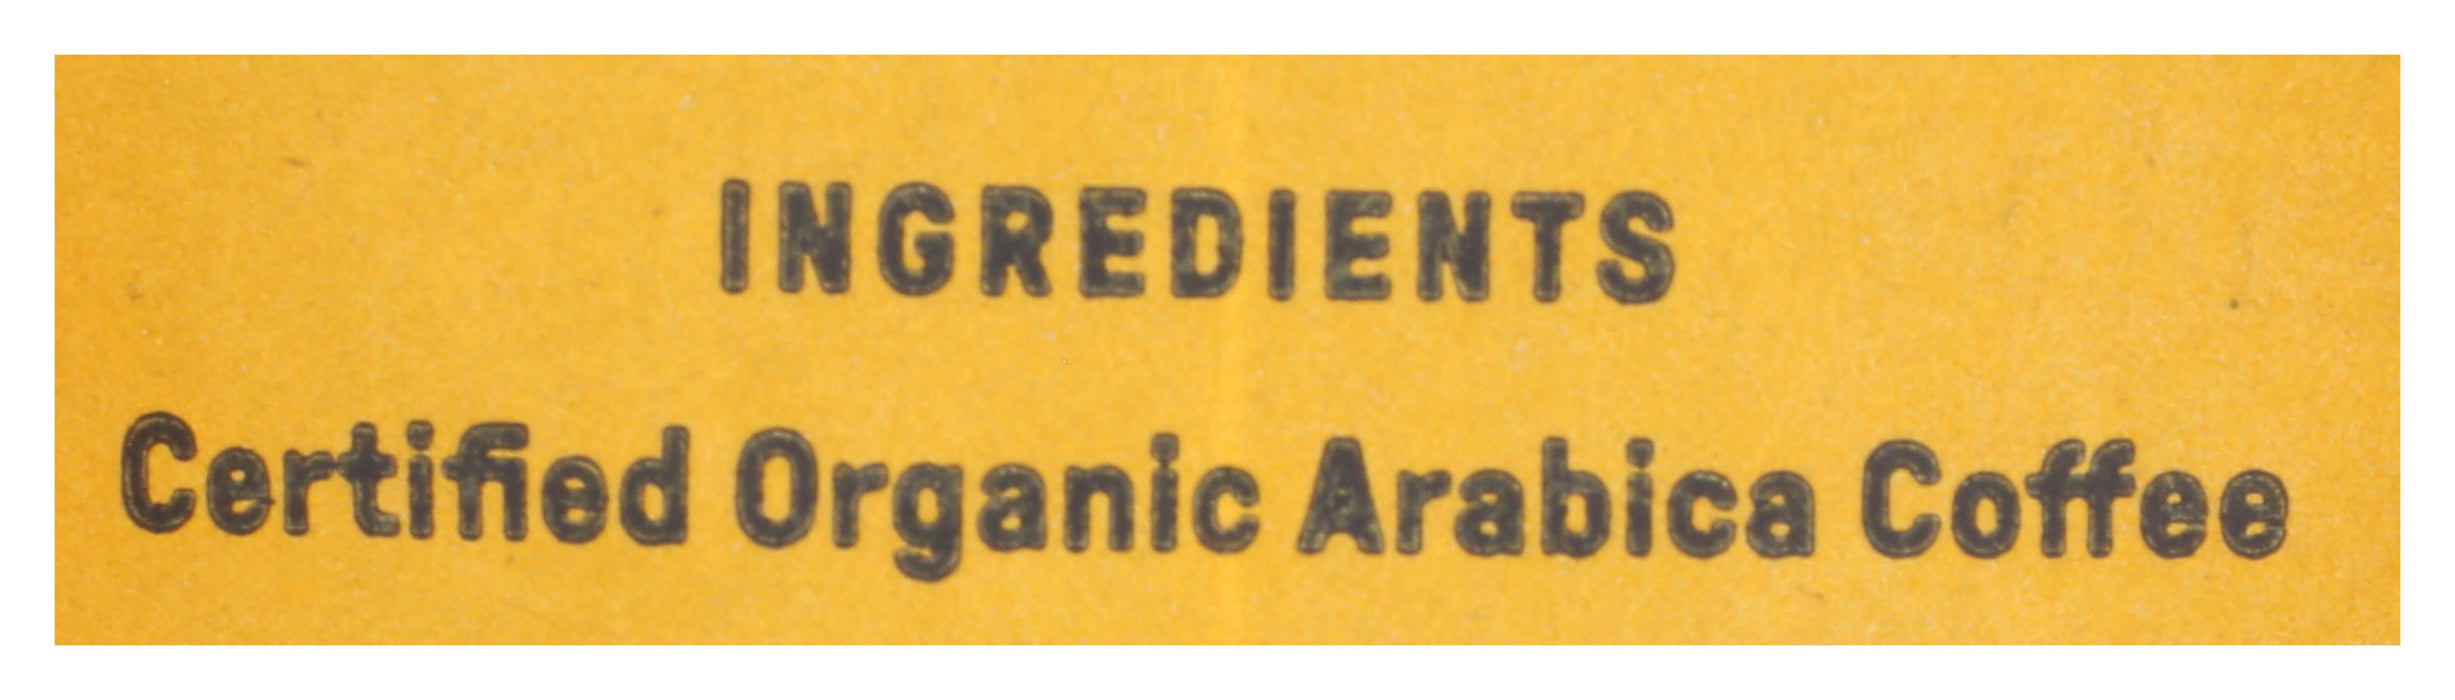 INGREDIENTS
Certified Organic Arabica Coffee